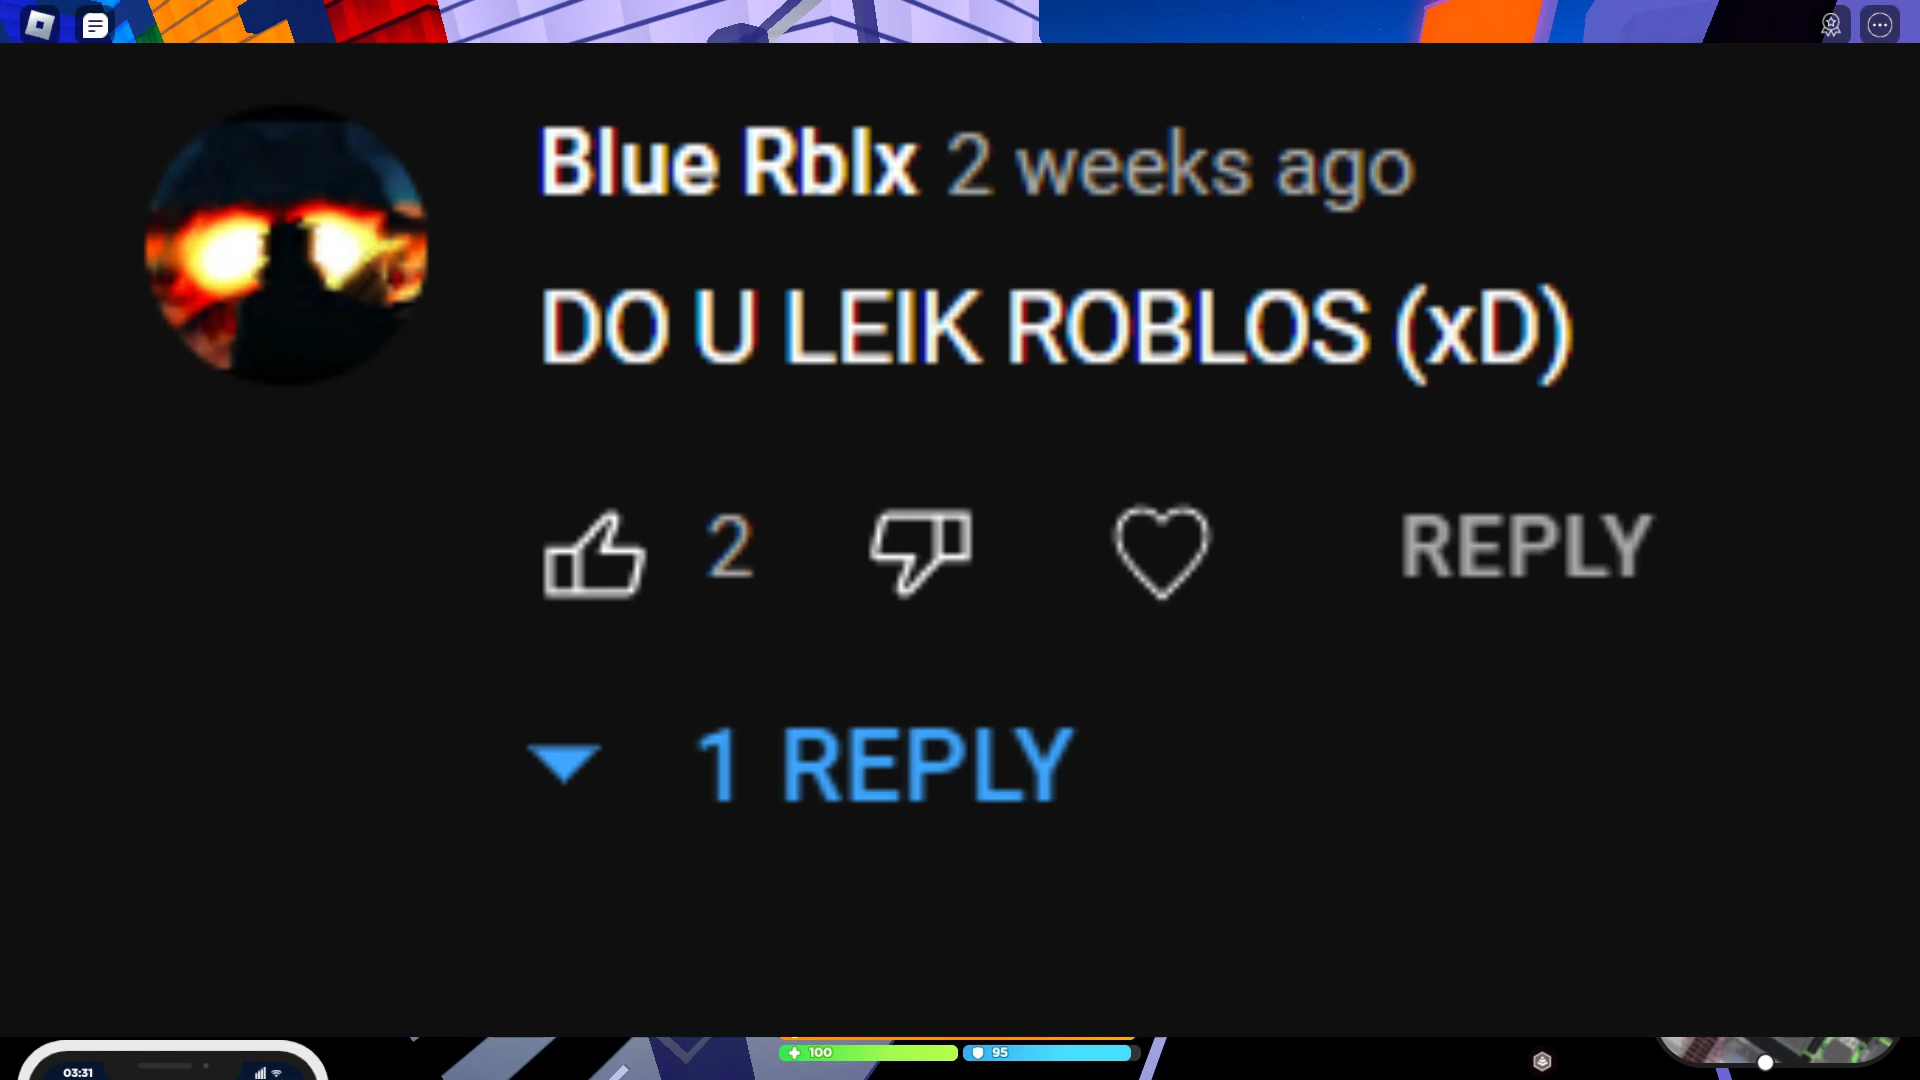 Blue Rblx 2 weeks ago
DO U LEIK ROBLOS (xD)
2
REPLY
1 REPLY
100
95
03:31